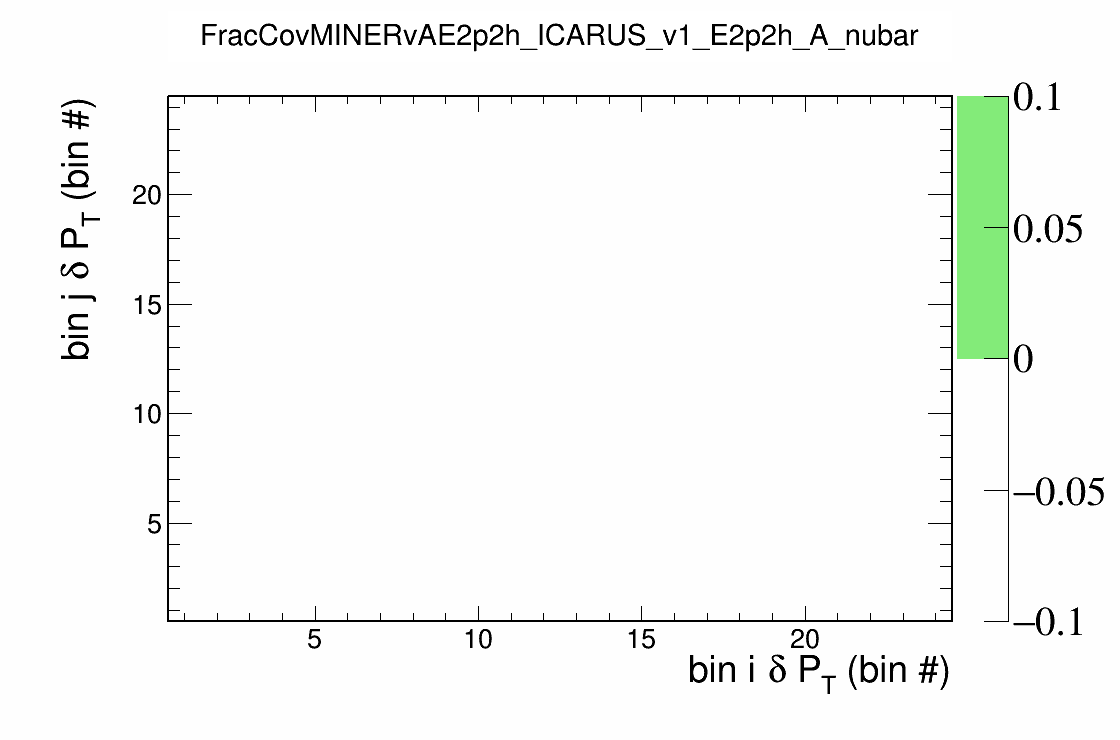 FracCovMINERvAE2p2h_ICARUS_v1_E2p2h_A_nubar
bin j δ P_T (bin #)
20
15
10
5
5 10 15 20
bin i δ P_T (bin #)
0.1
0.05
0
−0.05
−0.1